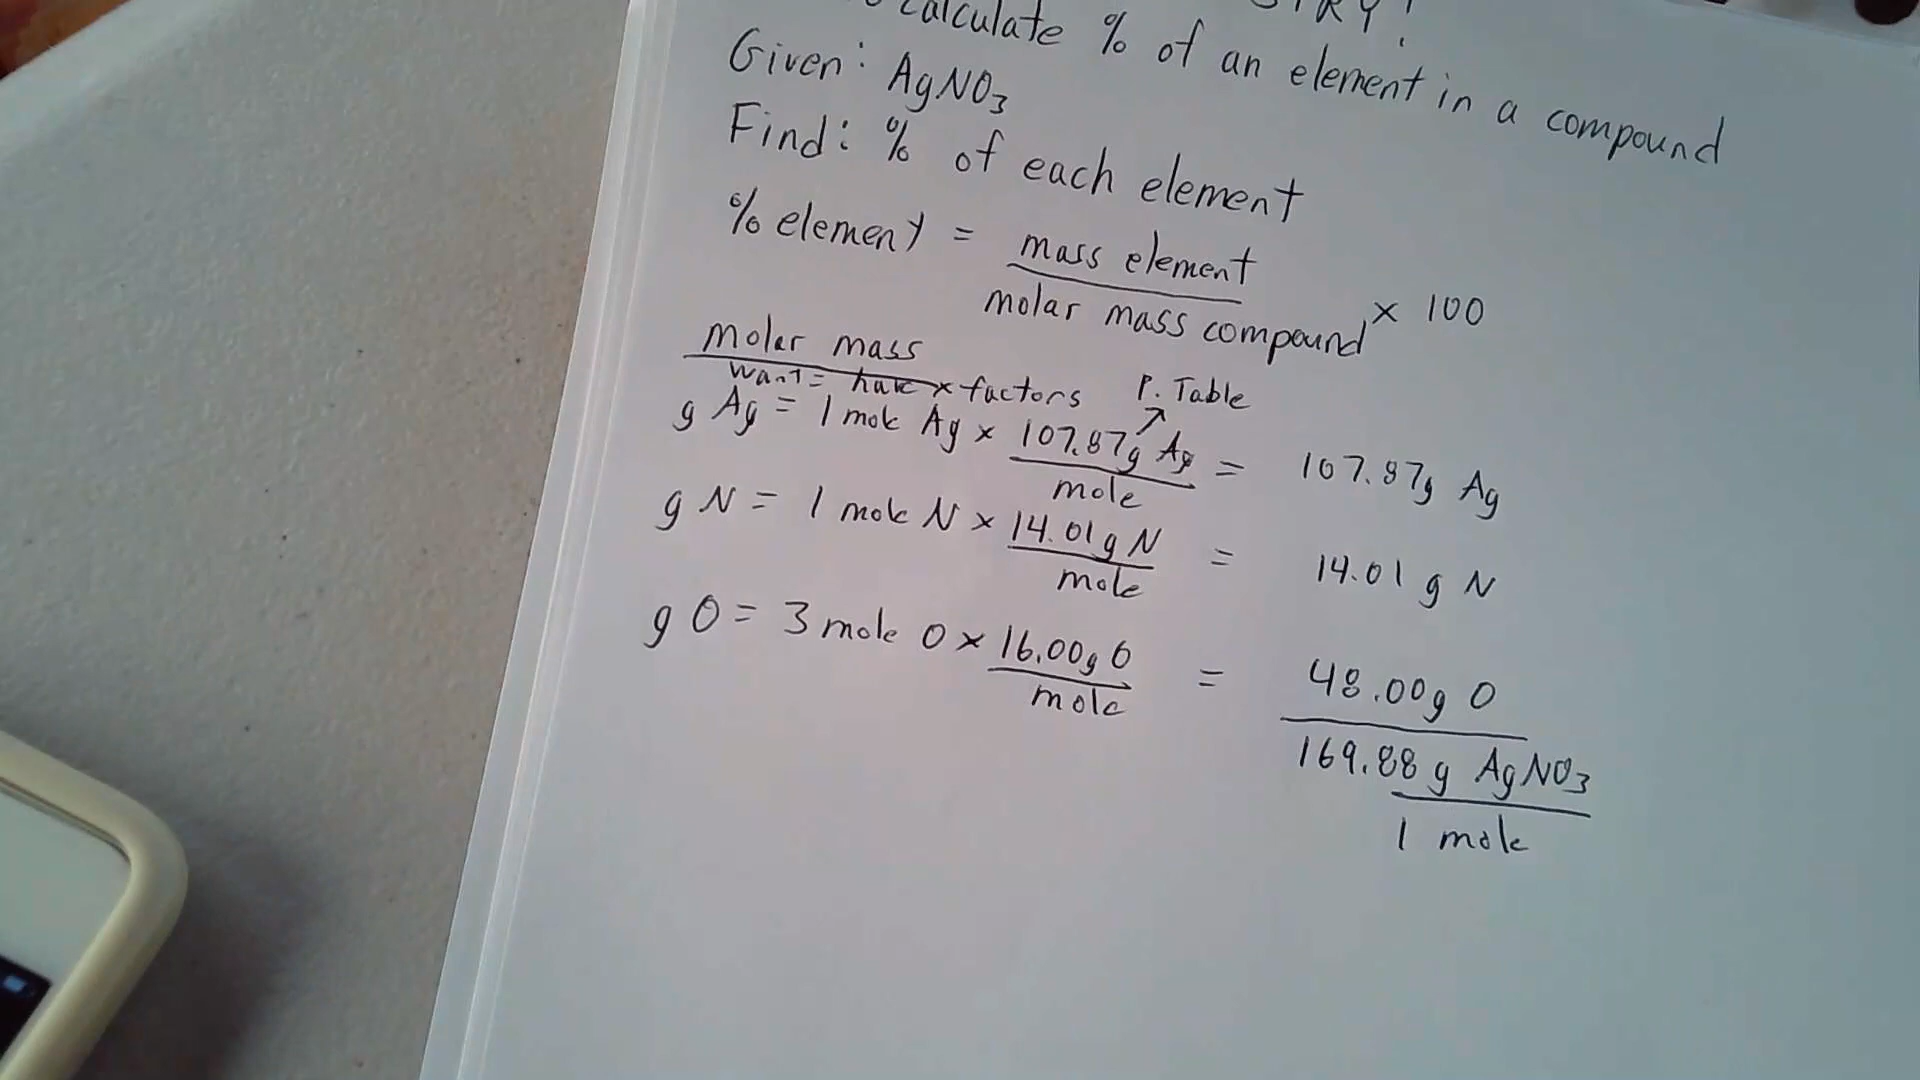 calculate % of an element in a compound
Given: AgNO3
Find: % of each element
% element = mass element / molar mass compound × 100
molar mass
want = have × factors P. Table
g Ag = 1 mole Ag × 107.87g Ag / mole = 107.87g Ag
g N = 1 mole N × 14.01g N / mole = 14.01 g N
g O = 3 mole O × 16.00g O / mole = 48.00g O
169.88 g AgNO3
1 mole